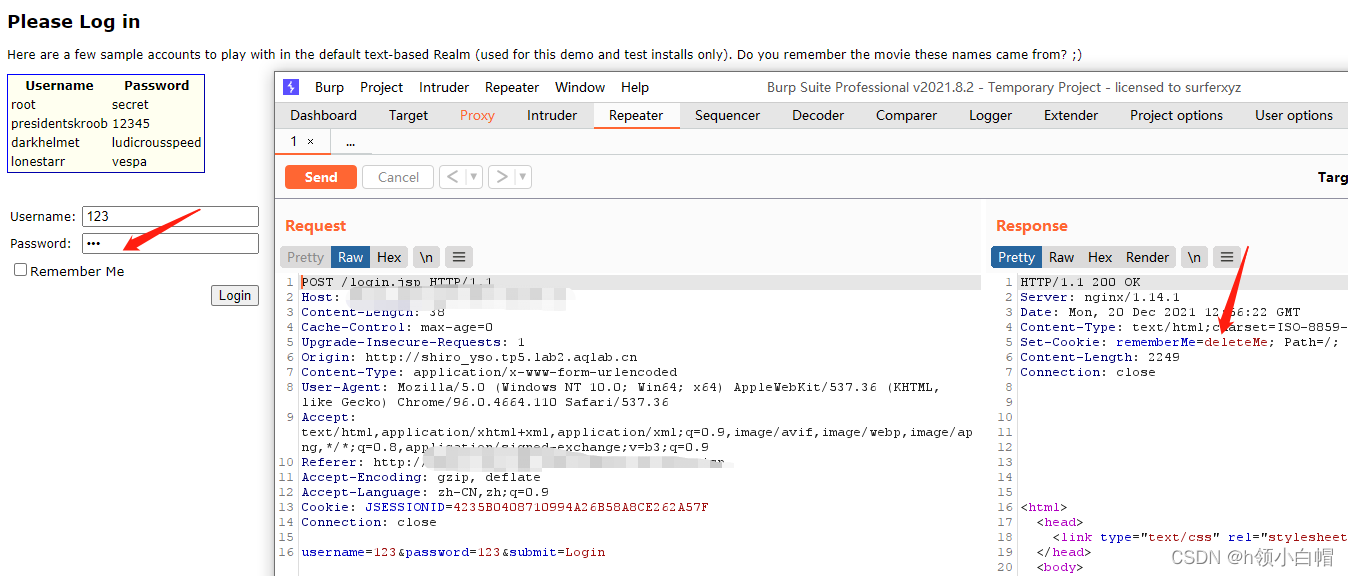 Please Log in
Here are a few sample accounts to play with in the default text-based Realm (used for this demo and test installs only). Do you remember the movie these names came from? ;)
Username Password
root secret
presidentskroob 12345
darkhelmet ludicrousspeed
lonestarr vespa
Username: 123
Password: •••
Remember Me
Login
Burp Project Intruder Repeater Window Help Burp Suite Professional v2021.8.2 - Temporary Project - licensed to surferxyz
Dashboard Target Proxy Intruder Repeater Sequencer Decoder Comparer Logger Extender Project options User options
1 × ...
Send Cancel < ▼ > ▼ Targ
Request
Pretty Raw Hex \n ☰
1 POST /login.jsp HTTP/1.1
2 Host:
3 Content-Length: 38
4 Cache-Control: max-age=0
5 Upgrade-Insecure-Requests: 1
6 Origin: http://shiro_yso.tp5.lab2.aqlab.cn
7 Content-Type: application/x-www-form-urlencoded
8 User-Agent: Mozilla/5.0 (Windows NT 10.0; Win64; x64) AppleWebKit/537.36 (KHTML,
like Gecko) Chrome/96.0.4664.110 Safari/537.36
9 Accept:
text/html,application/xhtml+xml,application/xml;q=0.9,image/avif,image/webp,image/ap
ng,*/*;q=0.8,application/signed-exchange;v=b3;q=0.9
10 Referer: http://
11 Accept-Encoding: gzip, deflate
12 Accept-Language: zh-CN,zh;q=0.9
13 Cookie: JSESSIONID=4235B0408710994A26B58A8CE262A57F
14 Connection: close
15
16 username=123&password=123&submit=Login
Response
Pretty Raw Hex Render \n ☰
1 HTTP/1.1 200 OK
2 Server: nginx/1.14.1
3 Date: Mon, 20 Dec 2021 12:56:22 GMT
4 Content-Type: text/html;charset=ISO-8859-
5 Set-Cookie: rememberMe=deleteMe; Path=/;
6 Content-Length: 2249
7 Connection: close
8
9
10
11
12
13
14
15
16 <html>
17 <head>
18 <link type="text/css" rel="stylesheet
19 </head>
20 <body>
CSDN @h领小白帽